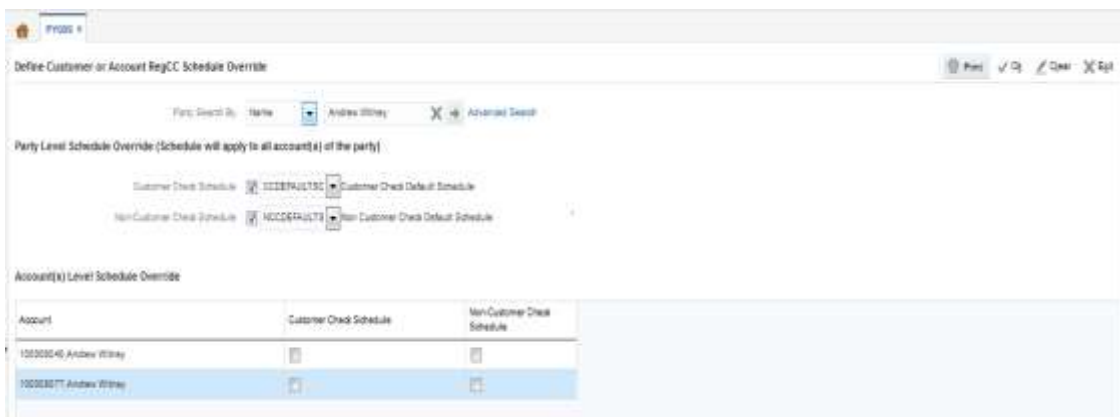 Define Customer or Account RegCC Schedule Override
Print Ok Clear Exit
Party Search By Name Andrew Witney Advanced Search
Party Level Schedule Override (Schedule will apply to all account(s) of the party)
Customer Check Schedule Customer Check Default Schedule
Non-Customer Check Schedule Non Customer Check Default Schedule
Account(s) Level Schedule Override
Account Customer Check Schedule Non-Customer Check
Schedule
Andrew Witney
Andrew Witney